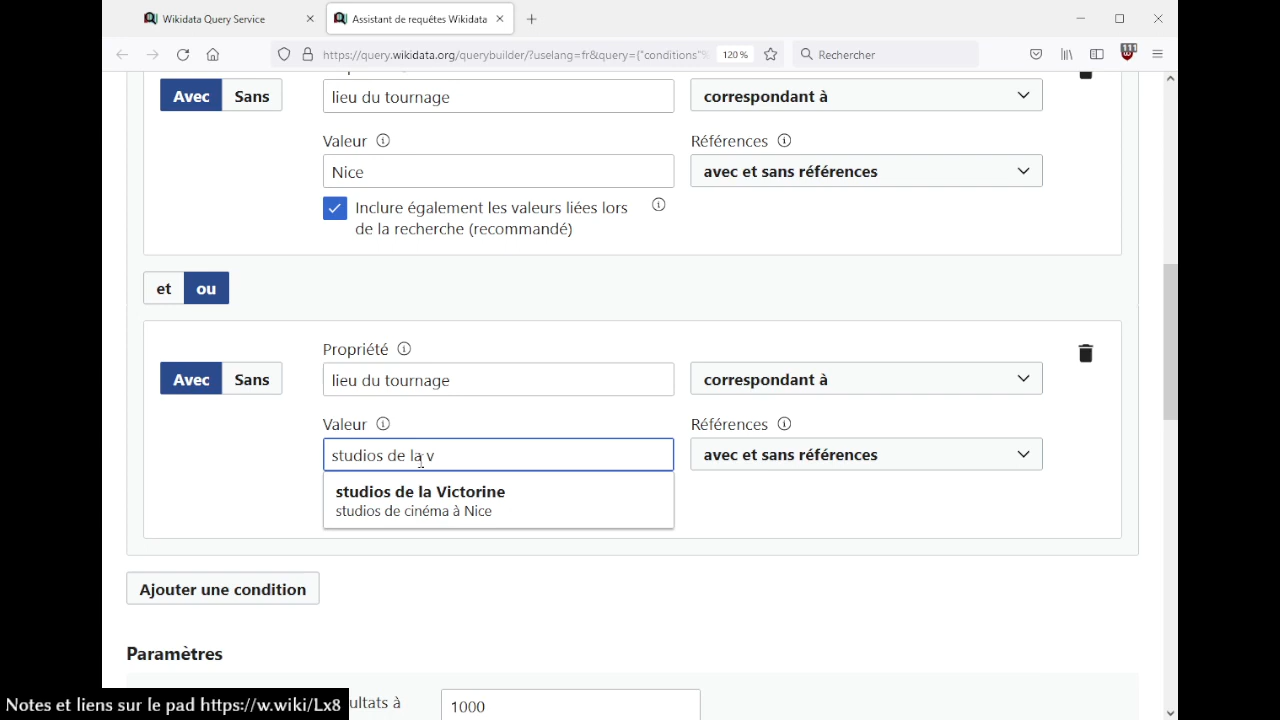 Wikidata Query Service
Assistant de requêtes Wikidata
https://query.wikidata.org/querybuilder/?uselang=fr&query={"conditions"
120 %
Rechercher
111
Avec Sans
lieu du tournage
correspondant à
Valeur
Références
Nice
avec et sans références
Inclure également les valeurs liées lors
de la recherche (recommandé)
et ou
Propriété
Avec Sans
lieu du tournage
correspondant à
Valeur
Références
studios de la v
avec et sans références
studios de la Victorine
studios de cinéma à Nice
Ajouter une condition
Paramètres
ultats à
1000
Notes et liens sur le pad https://w.wiki/Lx8